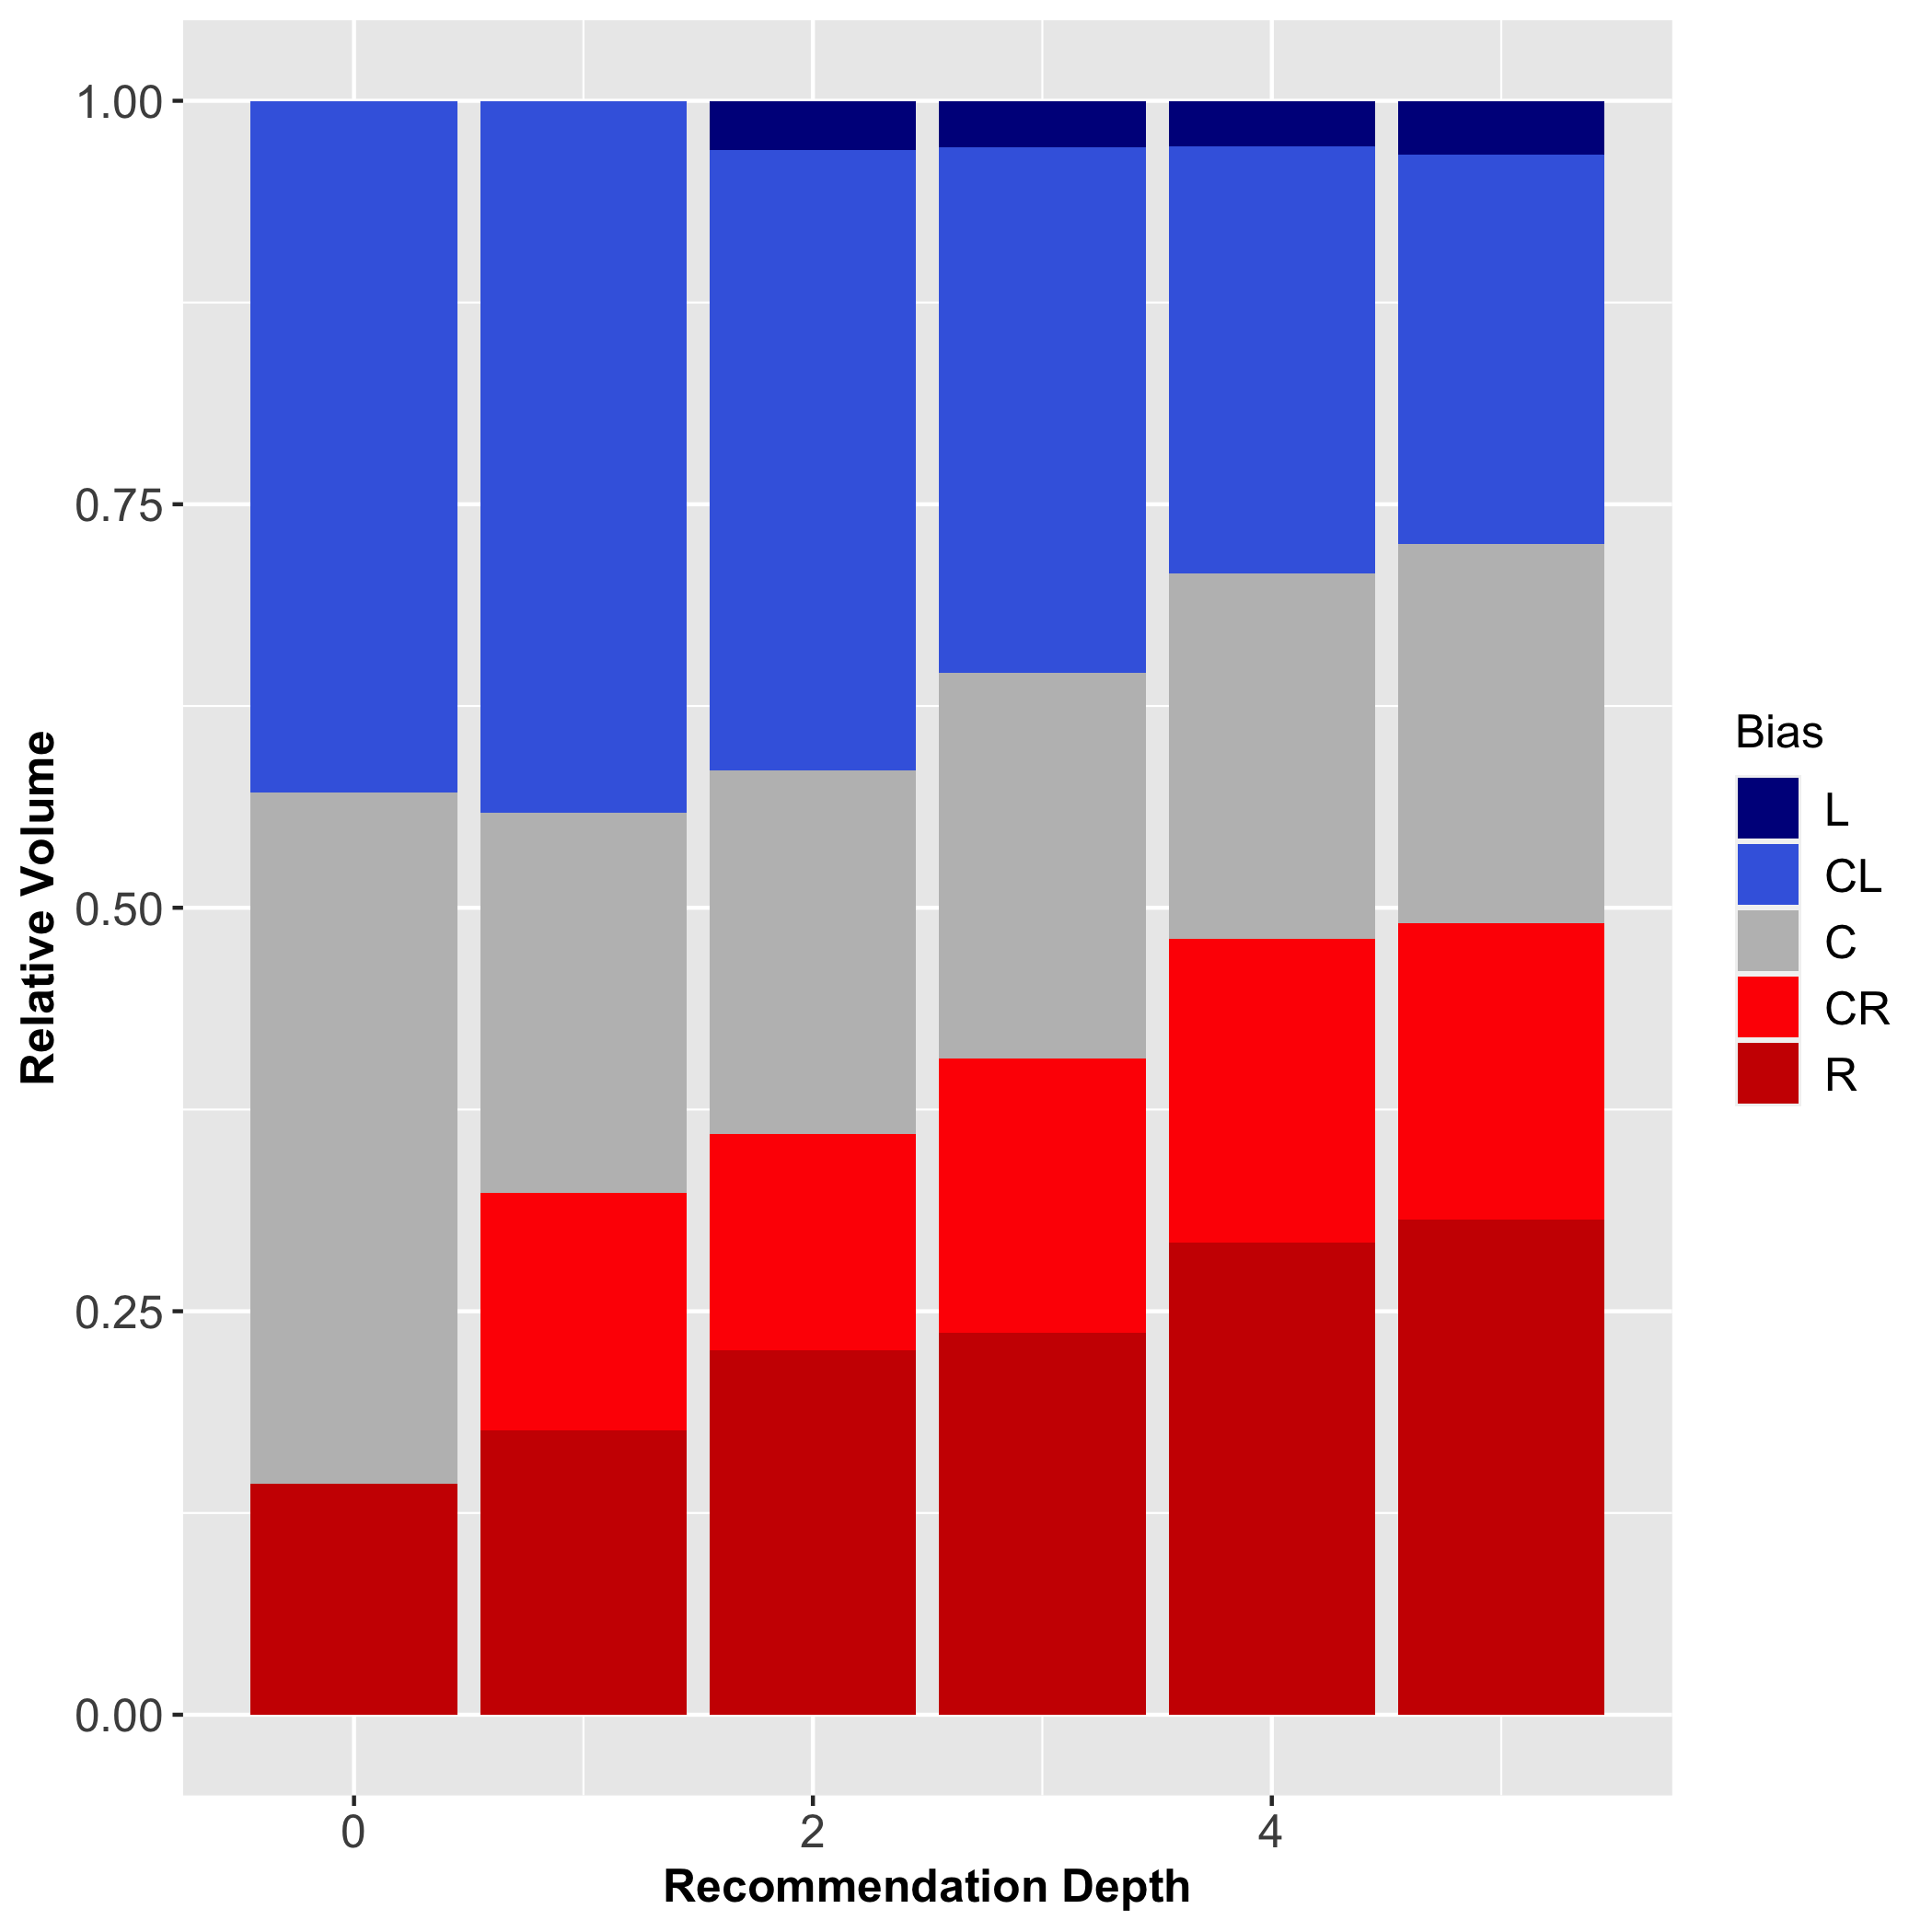 1.00
0.75
0.50
0.25
0.00
Relative Volume
0
2
4
Recommendation Depth
Bias
L
CL
C
CR
R